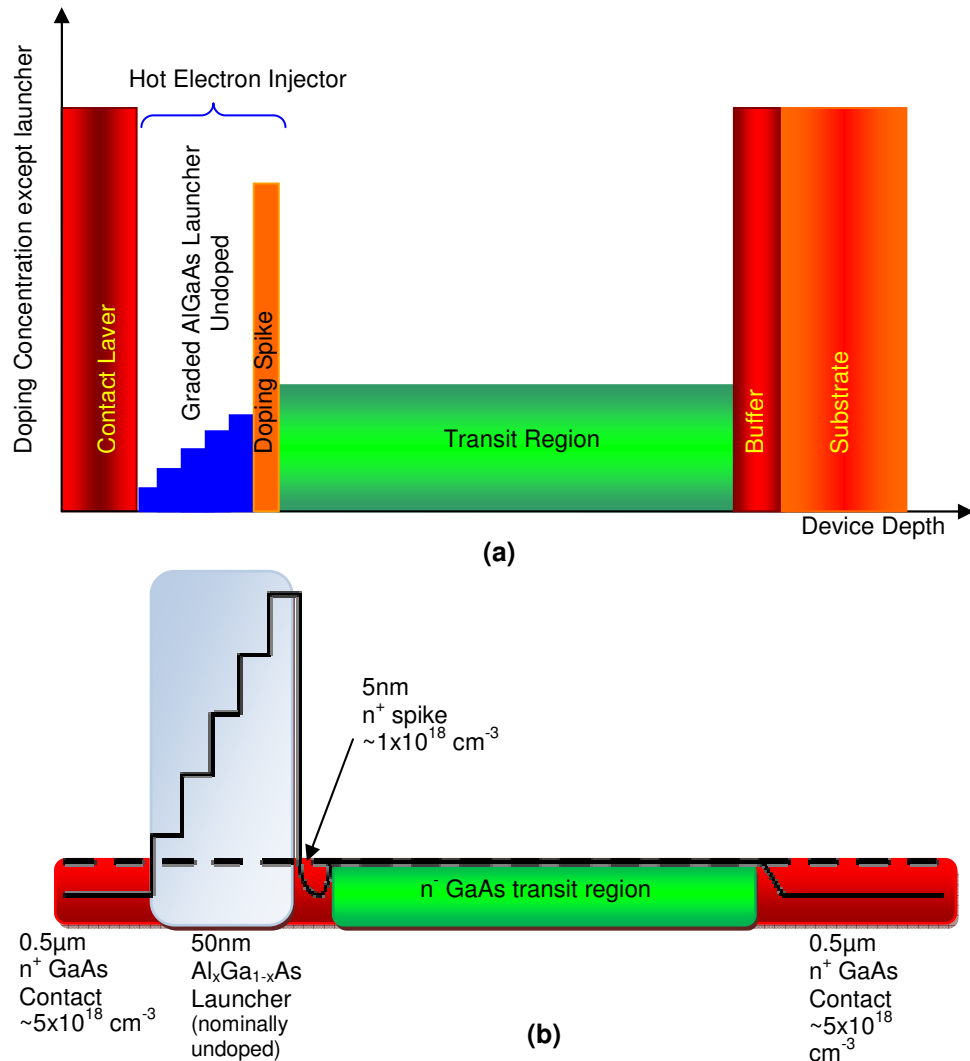 Doping Concentration except launcher
Hot Electron Injector
Contact Laver
Graded AlGaAs Launcher
Undoped
Doping Spike
Transit Region
Buffer
Substrate
Device Depth
(a)
5nm
n⁺ spike
~1x10¹⁸ cm⁻³
n⁻ GaAs transit region
0.5µm
n⁺ GaAs
Contact
~5x10¹⁸ cm⁻³
50nm
AlₓGa₁₋ₓAs
Launcher
(nominally
undoped)
(b)
0.5µm
n⁺ GaAs
Contact
~5x10¹⁸
cm⁻³